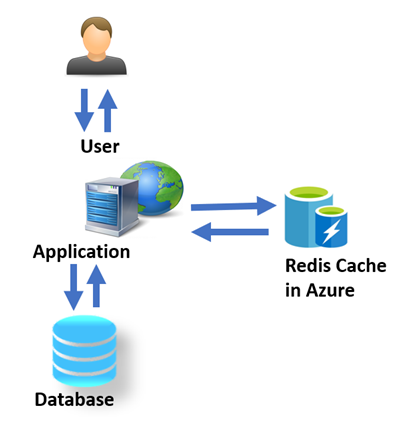 User
Application
Redis Cache
in Azure
Database